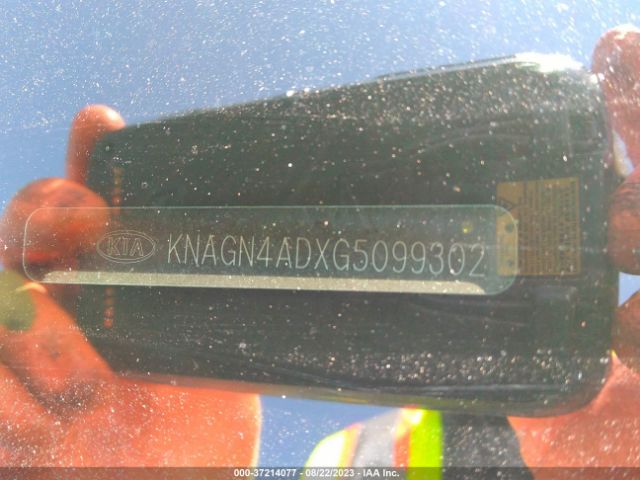 KIA KNAGN4ADXG5099302
000-37214077 - 08/22/2023 - IAA Inc.